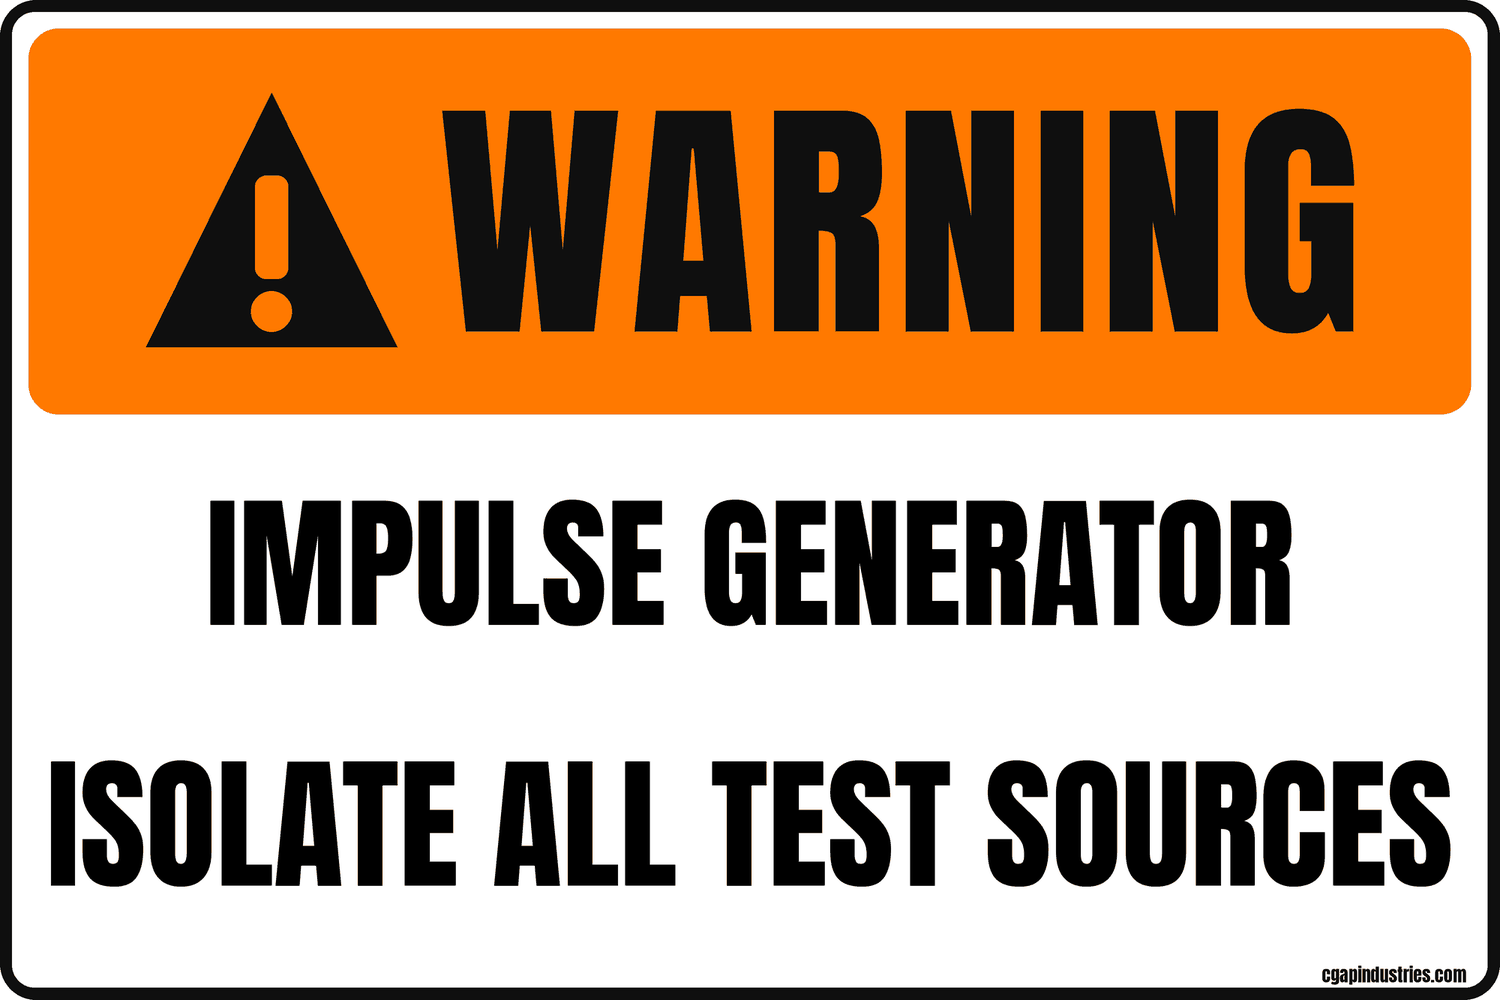 WARNING
IMPULSE GENERATOR
ISOLATE ALL TEST SOURCES
cgapindustries.com